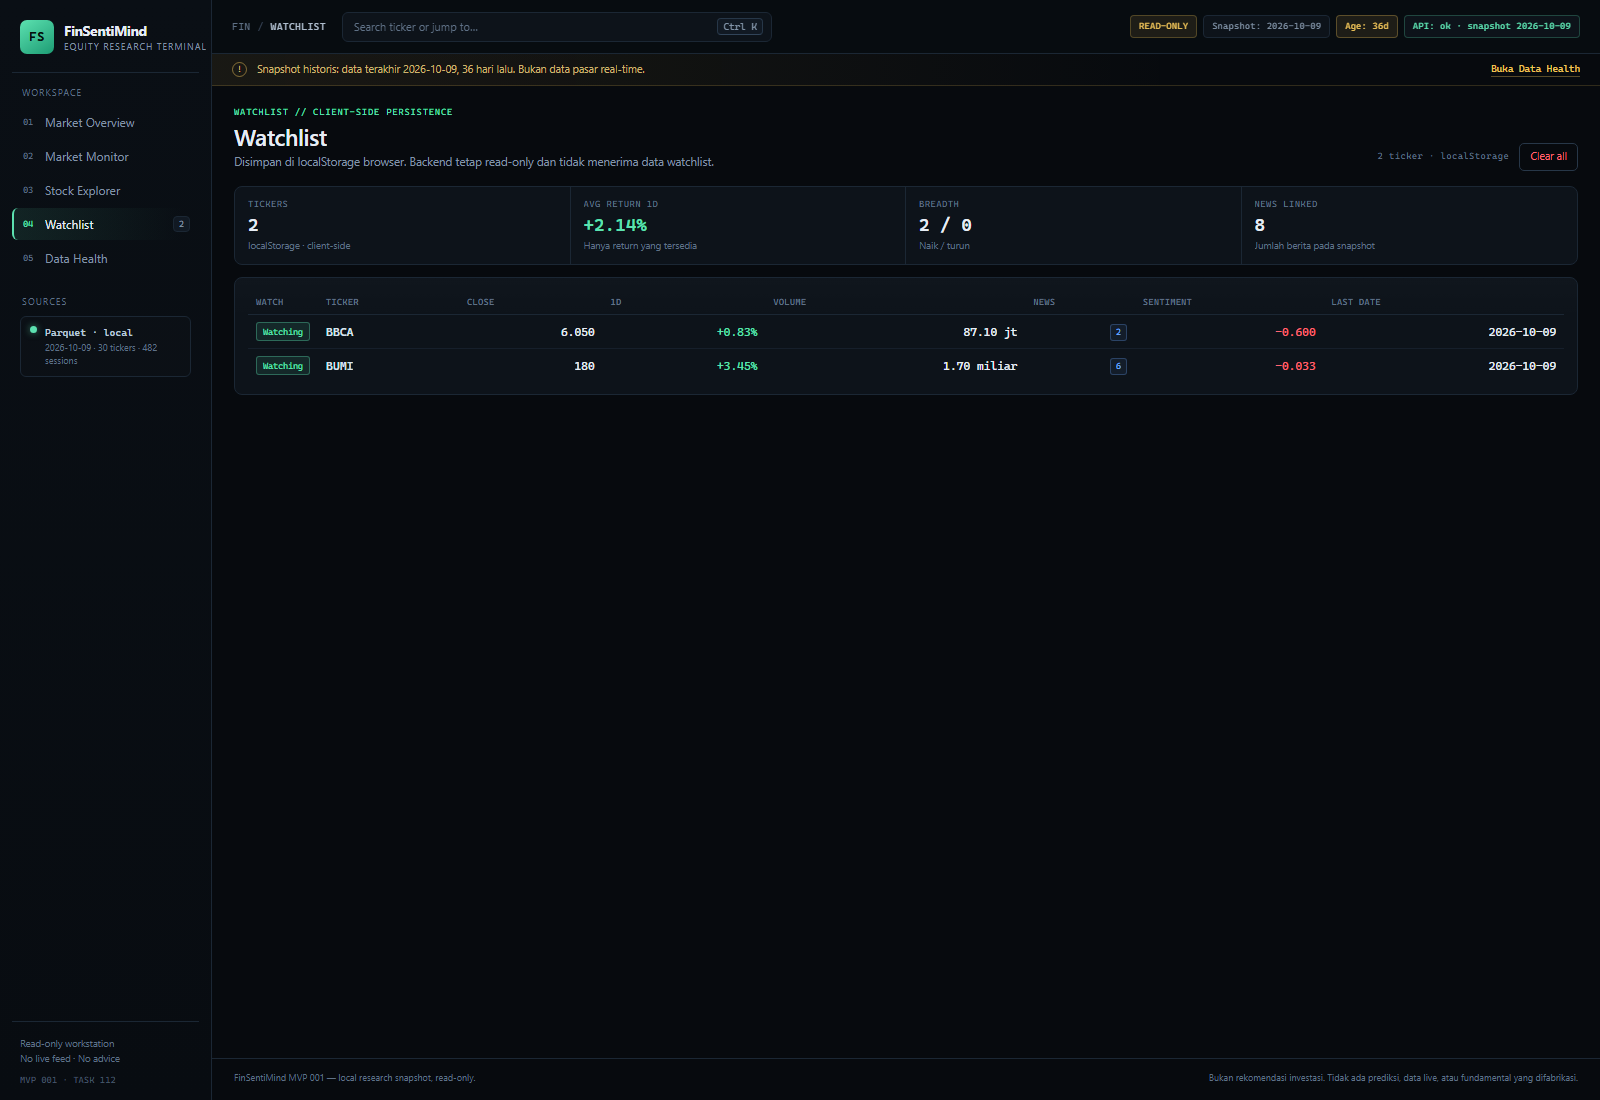 FS
FinSentiMind
EQUITY RESEARCH TERMINAL
WORKSPACE
01 Market Overview
02 Market Monitor
03 Stock Explorer
04 Watchlist 2
05 Data Health
SOURCES
Parquet · local
2026-10-09 · 30 tickers · 482
sessions
Read-only workstation
No live feed · No advice
MVP 001 · TASK 112
FIN / WATCHLIST
Search ticker or jump to...
Ctrl K
READ-ONLY
Snapshot: 2026-10-09
Age: 36d
API: ok · snapshot 2026-10-09
! Snapshot historis: data terakhir 2026-10-09, 36 hari lalu. Bukan data pasar real-time.
Buka Data Health
WATCHLIST // CLIENT-SIDE PERSISTENCE
Watchlist
Disimpan di localStorage browser. Backend tetap read-only dan tidak menerima data watchlist.
2 ticker · localStorage
Clear all
TICKERS
2
localStorage · client-side
AVG RETURN 1D
+2.14%
Hanya return yang tersedia
BREADTH
2 / 0
Naik / turun
NEWS LINKED
8
Jumlah berita pada snapshot
WATCH TICKER CLOSE 1D VOLUME NEWS SENTIMENT LAST DATE
Watching BBCA 6.050 +0.83% 87.10 jt 2 −0.600 2026-10-09
Watching BUMI 180 +3.45% 1.70 miliar 6 −0.033 2026-10-09
FinSentiMind MVP 001 — local research snapshot, read-only.
Bukan rekomendasi investasi. Tidak ada prediksi, data live, atau fundamental yang difabrikasi.